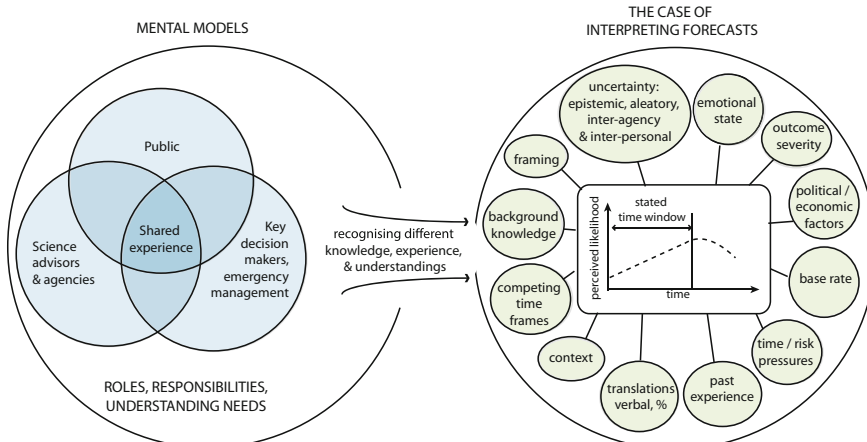 MENTAL MODELS
Public
Shared
experience
Science
advisors
& agencies
Key
decision
makers,
emergency
management
ROLES, RESPONSIBILITIES,
UNDERSTANDING NEEDS
recognising different
knowledge, experience,
& understandings
THE CASE OF
INTERPRETING FORECASTS
uncertainty:
epistemic, aleatory,
inter-agency
& inter-personal
emotional
state
outcome
severity
political /
economic
factors
base rate
time / risk
pressures
past
experience
translations
verbal, %
context
competing
time
frames
background
knowledge
framing
stated
time window
perceived likelihood
time